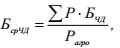 Б_срЧД = ∑ P · Б_ЧД / P_агро ,